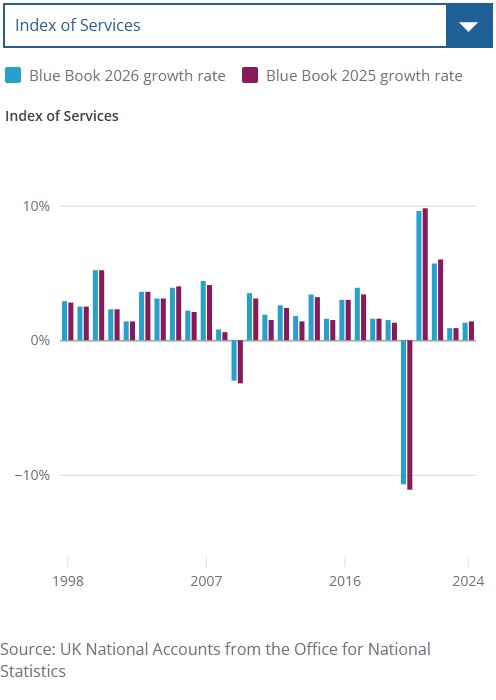 Index of Services
Blue Book 2026 growth rate
Blue Book 2025 growth rate
Index of Services
10%
0%
−10%
1998
2007
2016
2024
Source: UK National Accounts from the Office for National
Statistics